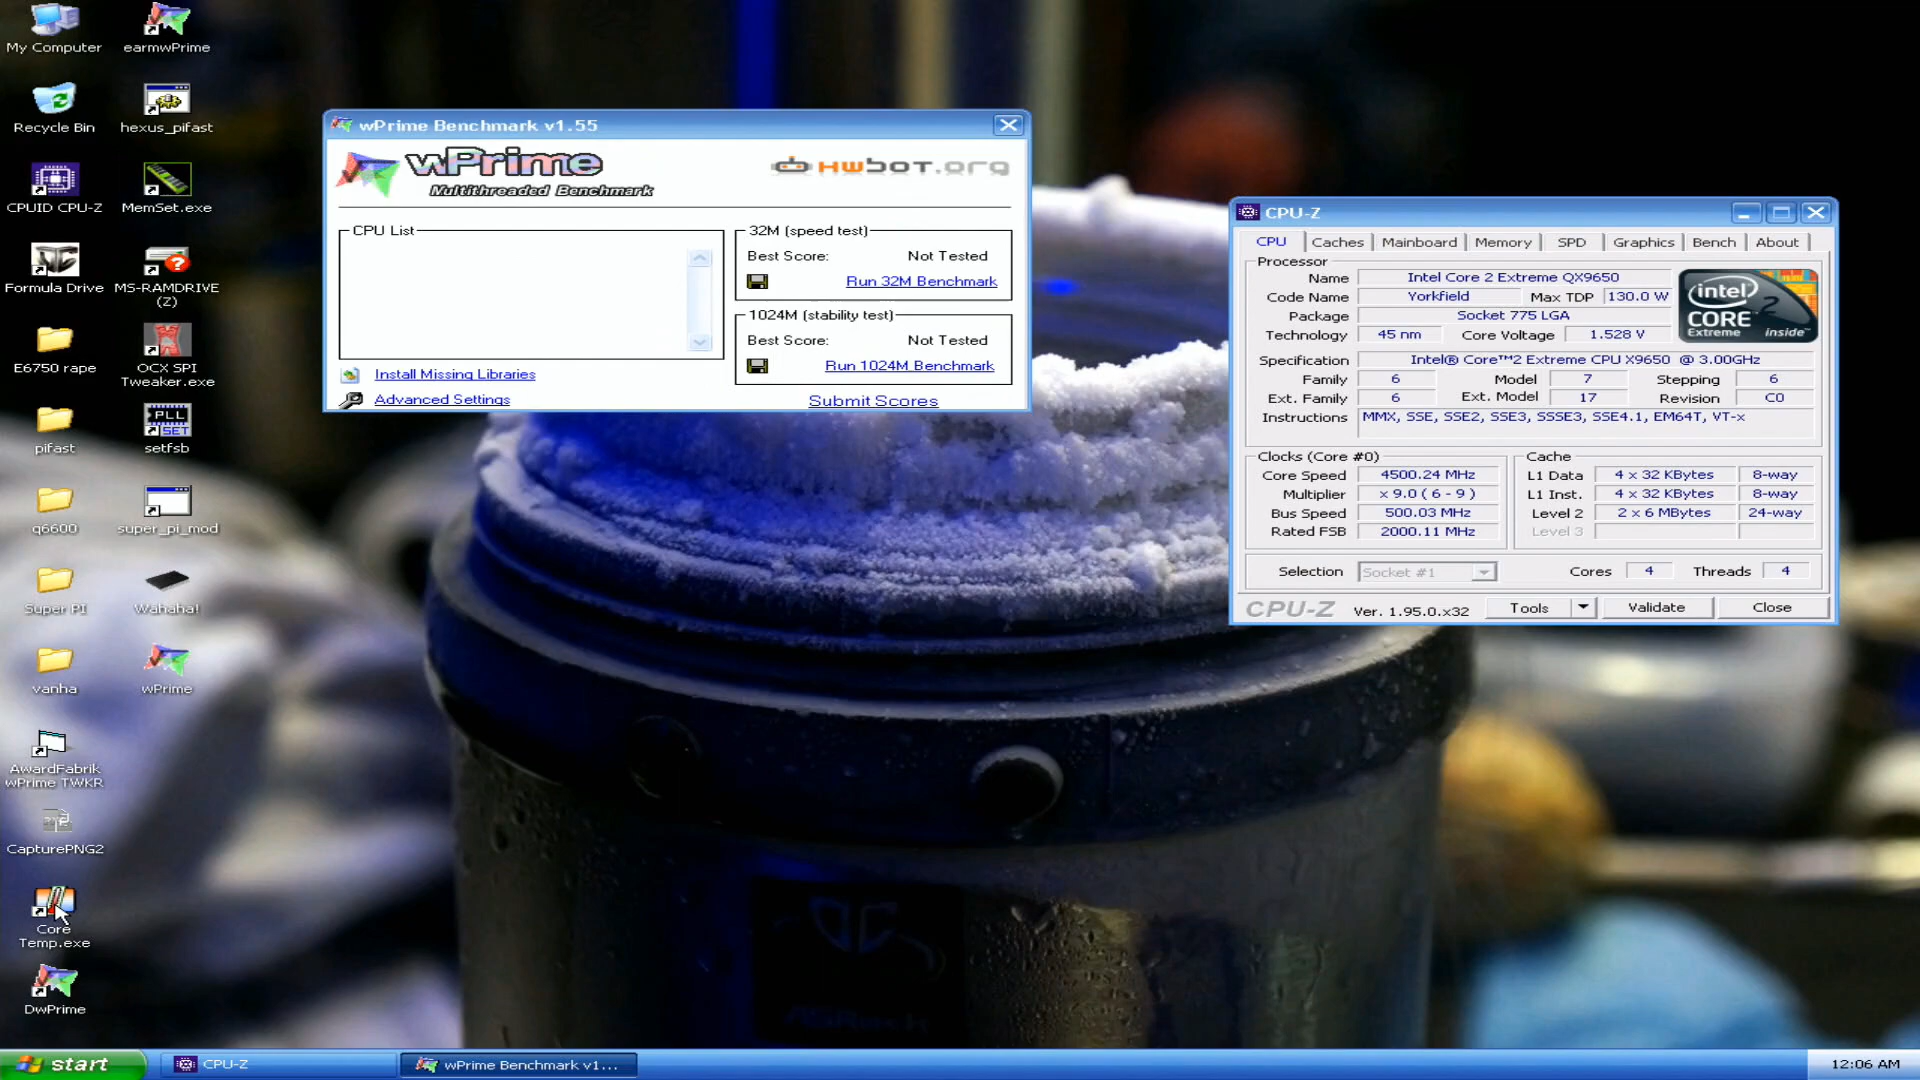 My Computer
earmwPrime
Recycle Bin
hexus_pifast
CPUID CPU-Z
MemSet.exe
Formula Drive
MS-RAMDRIVE
(Z)
E6750 rape
OCX SPI
Tweaker.exe
pifast
PLL
SET
setfsb
q6600
super_pi_mod
Super PI
Wahaha!
vanha
wPrime
AwardFabrik
wPrime TWKR
CapturePNG2
Core
Temp.exe
DwPrime
wPrime Benchmark v1.55
wPrime
Multithreaded Benchmark
HWBOT.org
CPU List
32M (speed test)
Best Score: Not Tested
Run 32M Benchmark
1024M (stability test)
Best Score: Not Tested
Run 1024M Benchmark
Install Missing Libraries
Advanced Settings
Submit Scores
CPU-Z
CPU Caches Mainboard Memory SPD Graphics Bench About
Processor
Name Intel Core 2 Extreme QX9650
Code Name Yorkfield Max TDP 130.0 W
Package Socket 775 LGA
Technology 45 nm Core Voltage 1.528 V
intel
CORE 2
Extreme inside™
Specification Intel® Core™2 Extreme CPU X9650 @ 3.00GHz
Family 6 Model 7 Stepping 6
Ext. Family 6 Ext. Model 17 Revision C0
Instructions MMX, SSE, SSE2, SSE3, SSSE3, SSE4.1, EM64T, VT-x
Clocks (Core #0)
Core Speed 4500.24 MHz
Multiplier x 9.0 ( 6 - 9 )
Bus Speed 500.03 MHz
Rated FSB 2000.11 MHz
Cache
L1 Data 4 x 32 KBytes 8-way
L1 Inst. 4 x 32 KBytes 8-way
Level 2 2 x 6 MBytes 24-way
Level 3
Selection Socket #1 Cores 4 Threads 4
CPU-Z Ver. 1.95.0.x32 Tools Validate Close
start
CPU-Z
wPrime Benchmark v1...
12:06 AM